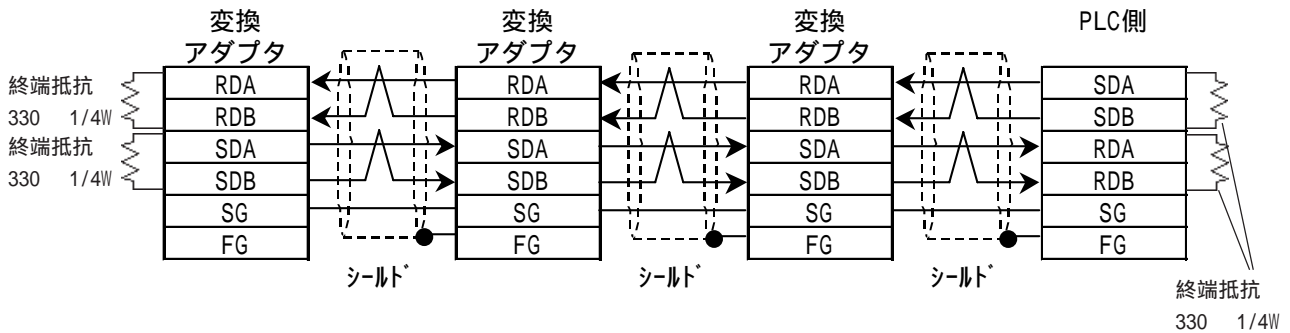 変換
アダプタ
変換
アダプタ
変換
アダプタ
PLC側
終端抵抗
330 1/4W
終端抵抗
330 1/4W
RDA
RDB
SDA
SDB
SG
FG
RDA
RDB
SDA
SDB
SG
FG
RDA
RDB
SDA
SDB
SG
FG
SDA
SDB
RDA
RDB
SG
FG
シールド
シールド
シールド
終端抵抗
330 1/4W